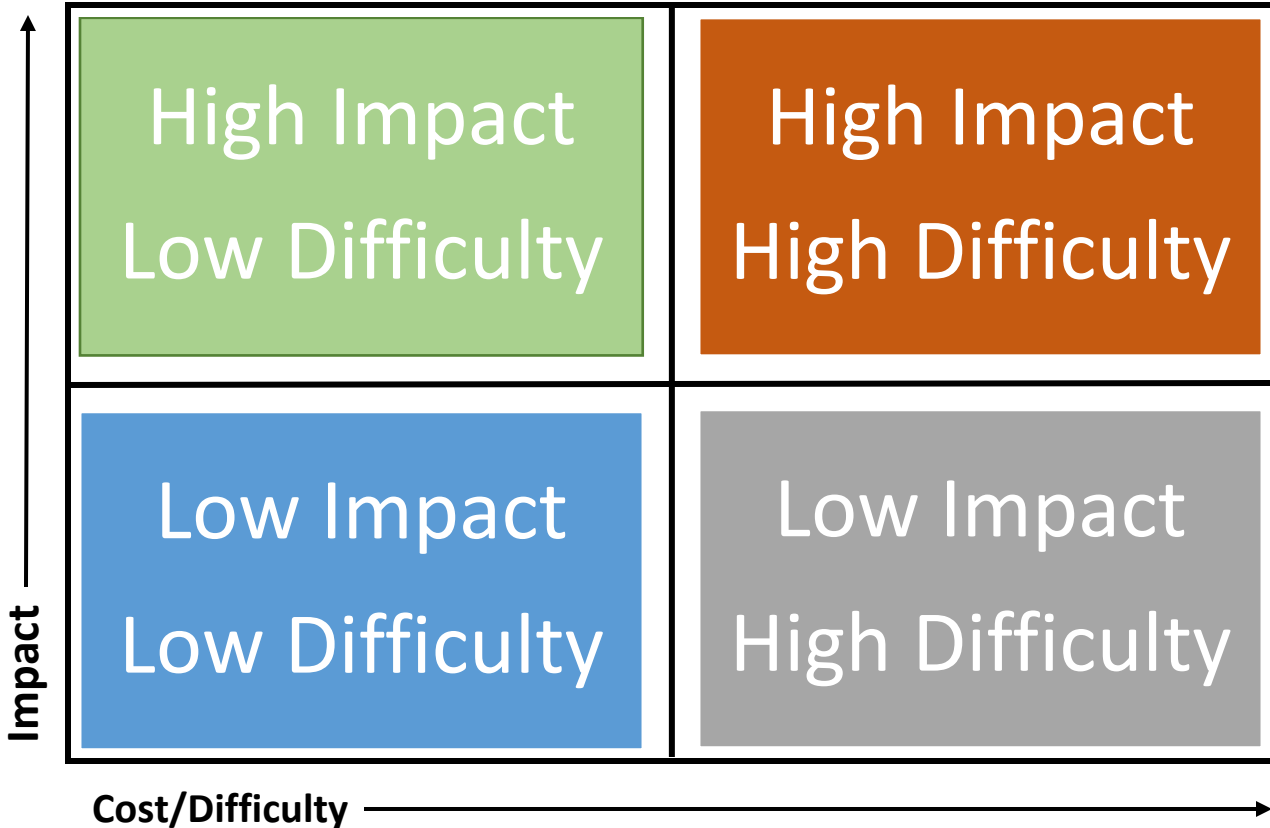 High Impact
Low Difficulty
High Impact
High Difficulty
Low Impact
Low Difficulty
Low Impact
High Difficulty
Impact
Cost/Difficulty